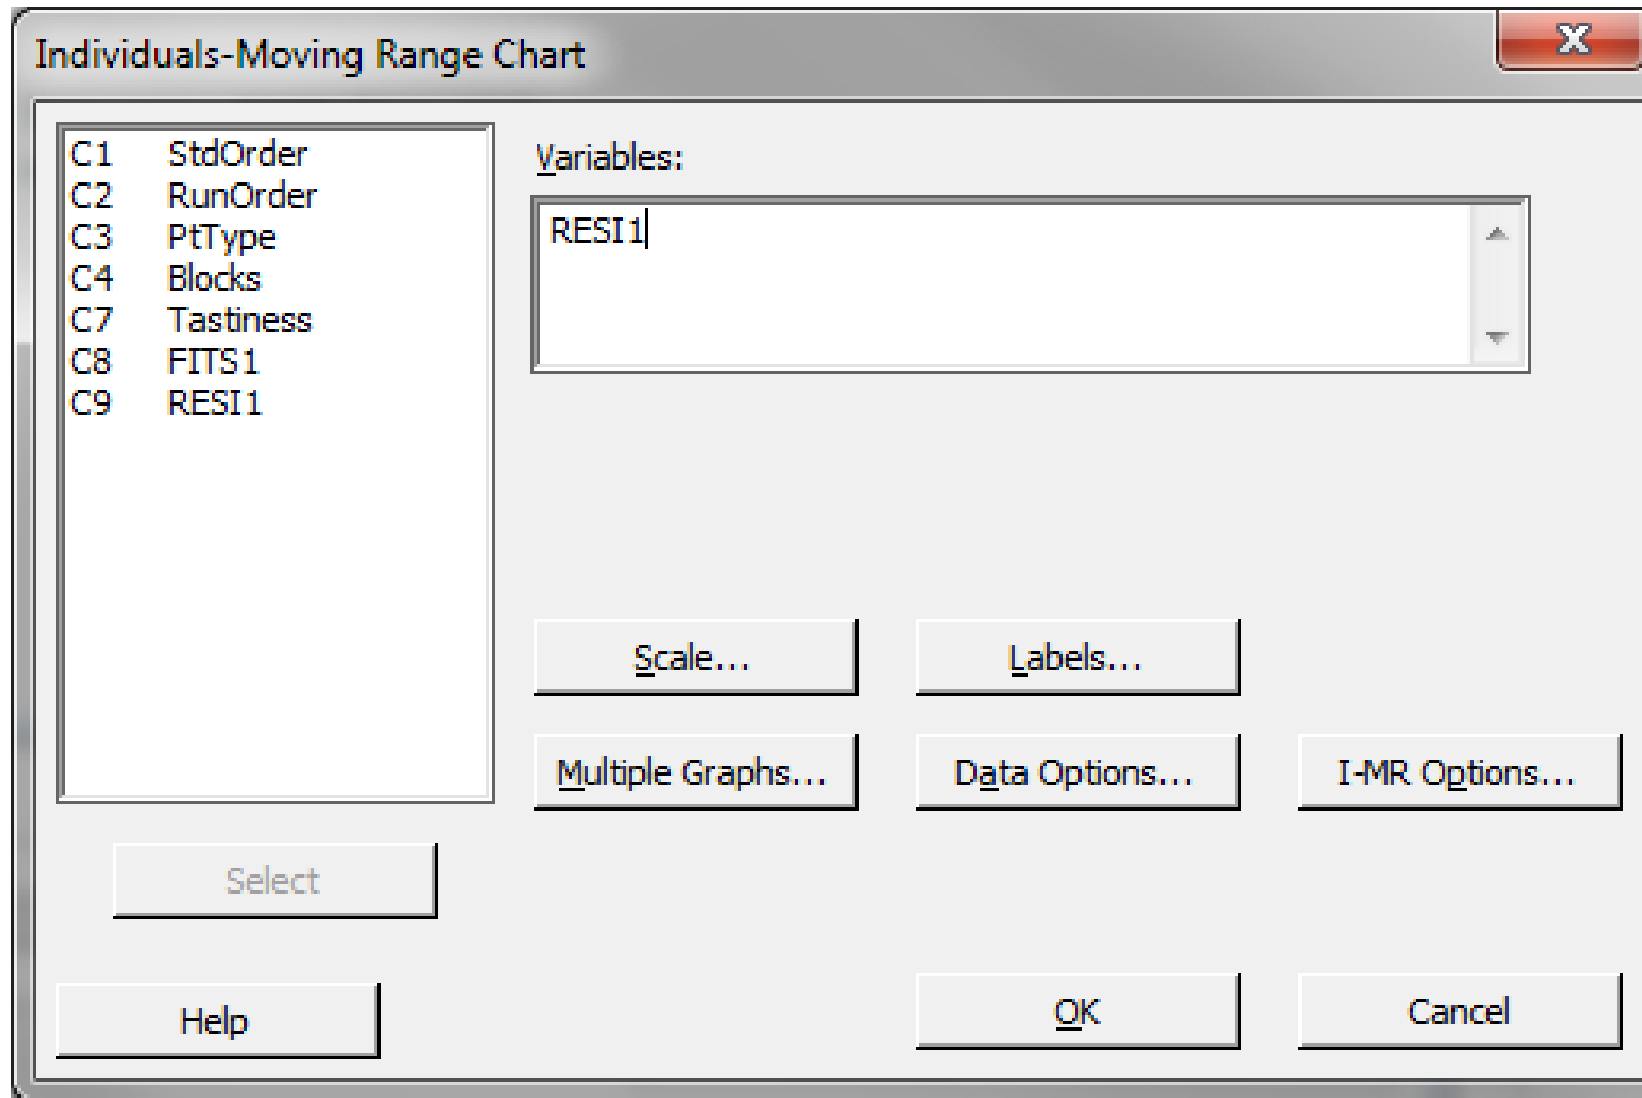 Individuals-Moving Range Chart
C1 StdOrder
C2 RunOrder
C3 PtType
C4 Blocks
C7 Tastiness
C8 FITS1
C9 RESI1
Variables:
RESI1
Scale...
Labels...
Multiple Graphs...
Data Options...
I-MR Options...
Select
Help
OK
Cancel